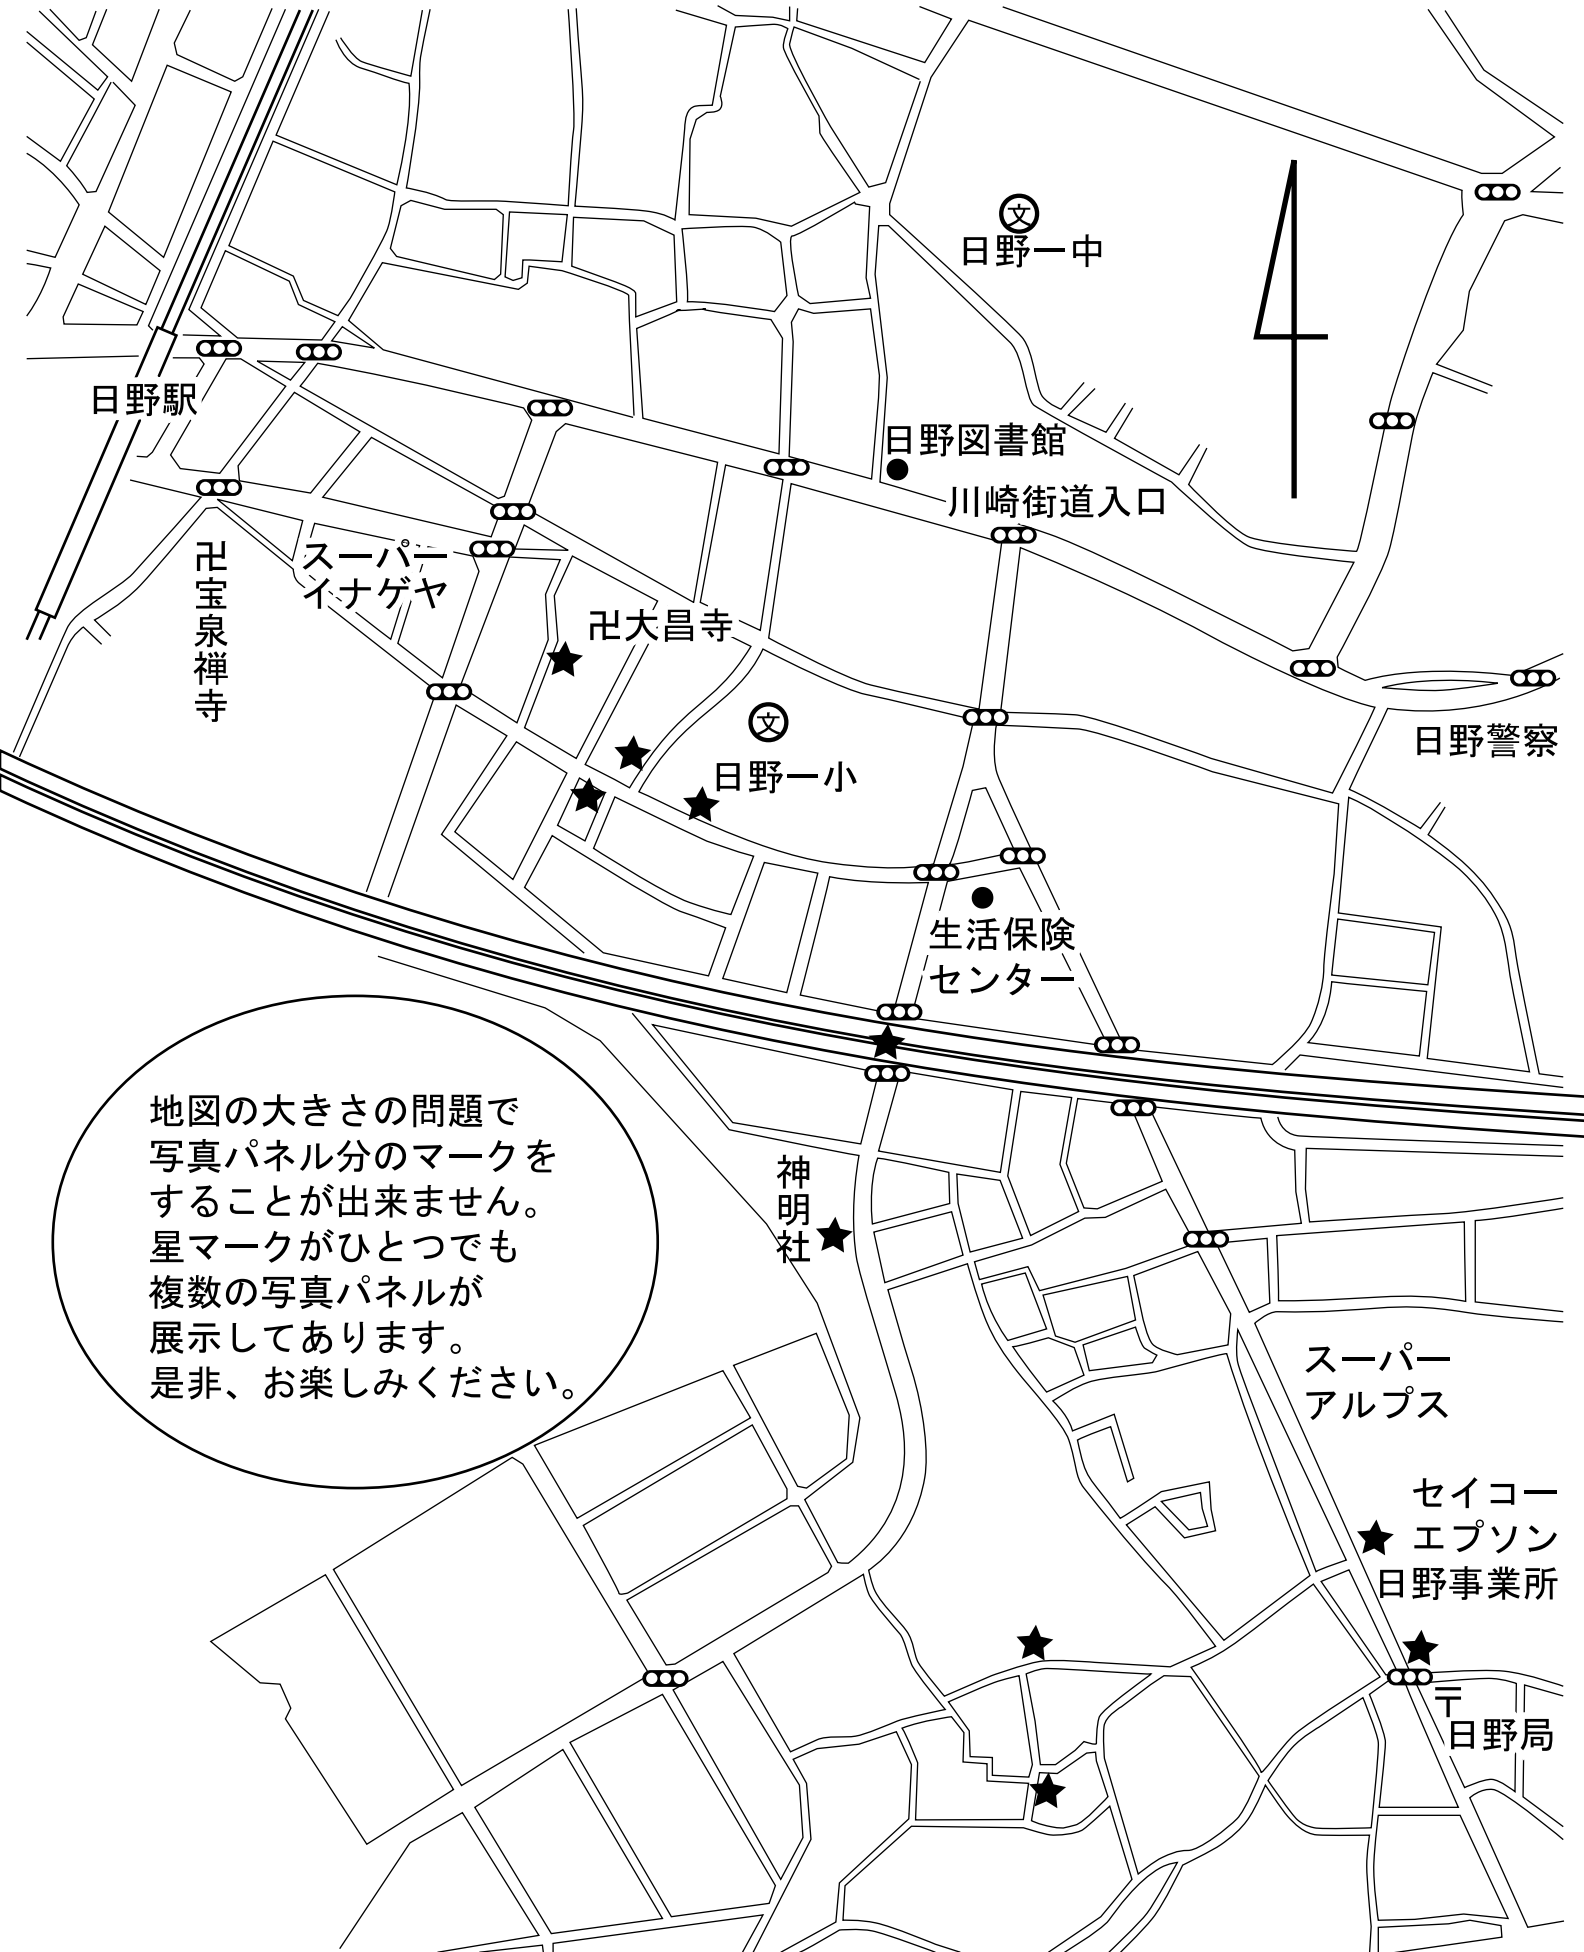 文
日野一中
日野駅
日野図書館
川崎街道入口
卍宝泉禅寺
スーパー
イナゲヤ
卍大昌寺
文
日野一小
日野警察
生活保険
センター
地図の大きさの問題で
写真パネル分のマークを
することが出来ません。
星マークがひとつでも
複数の写真パネルが
展示してあります。
是非、お楽しみください。
神明社
スーパー
アルプス
セイコー
エプソン
日野事業所
〒
日野局